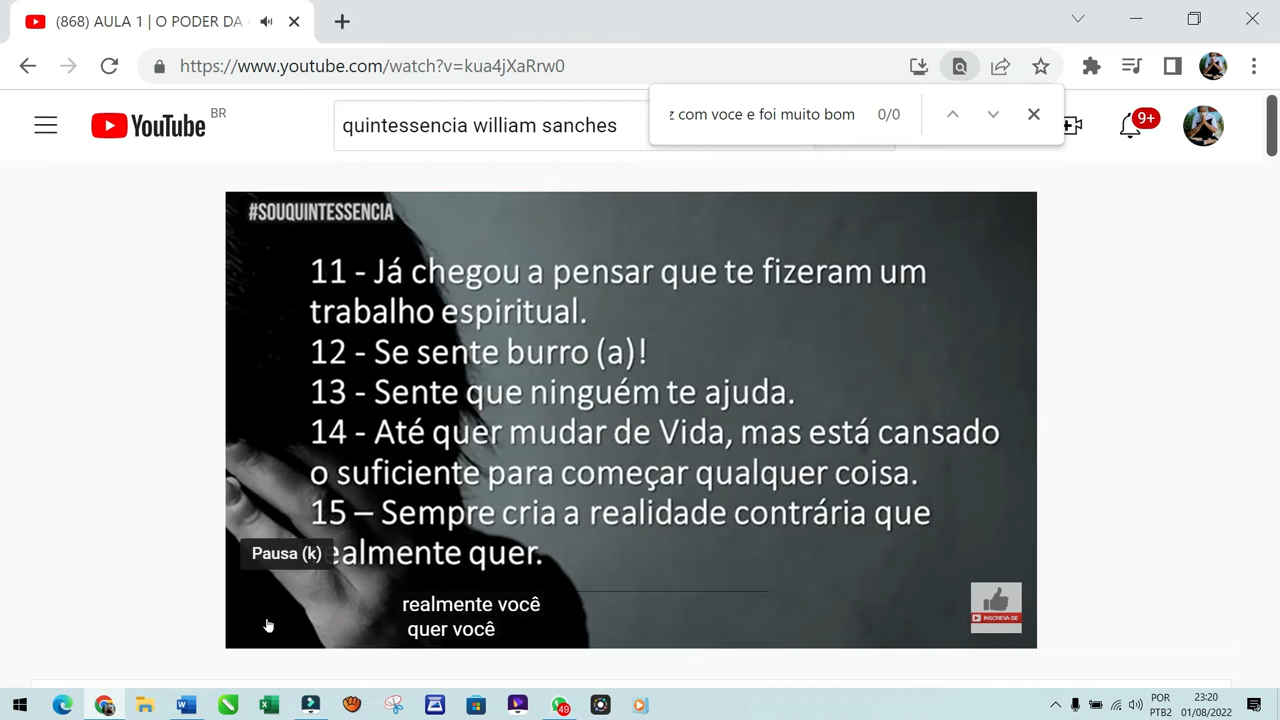 (868) AULA 1 | O PODER DA
https://www.youtube.com/watch?v=kua4jXaRrw0
com voce e foi muito bom 0/0
YouTube BR
quintessencia william sanches
9+
#SOUQUINTESSENCIA
11 - Já chegou a pensar que te fizeram um
trabalho espiritual.
12 - Se sente burro (a)!
13 - Sente que ninguém te ajuda.
14 - Até quer mudar de Vida, mas está cansado
o suficiente para começar qualquer coisa.
15 – Sempre cria a realidade contrária que
realmente quer.
Pausa (k)
realmente você
quer você
INSCREVA-SE
49
POR
PTB2
23:20
01/08/2022